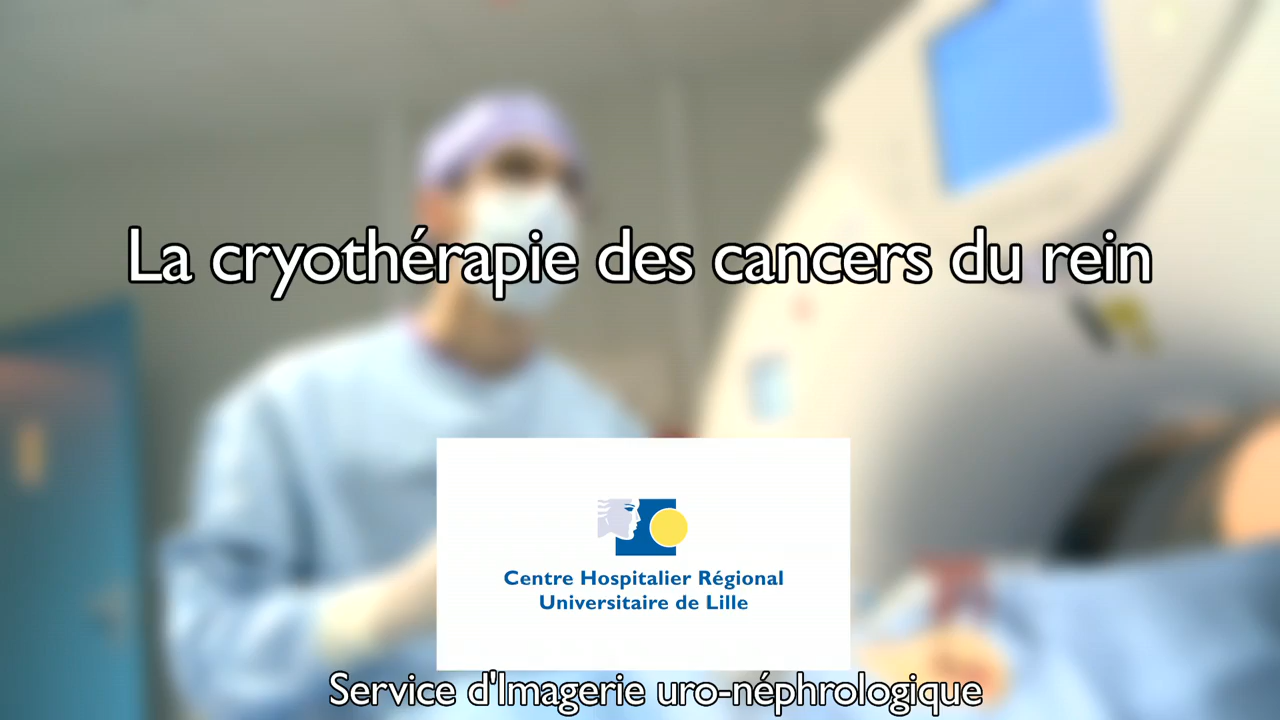 La cryothérapie des cancers du rein
Centre Hospitalier Régional
Universitaire de Lille
Service d'Imagerie uro-néphrologique